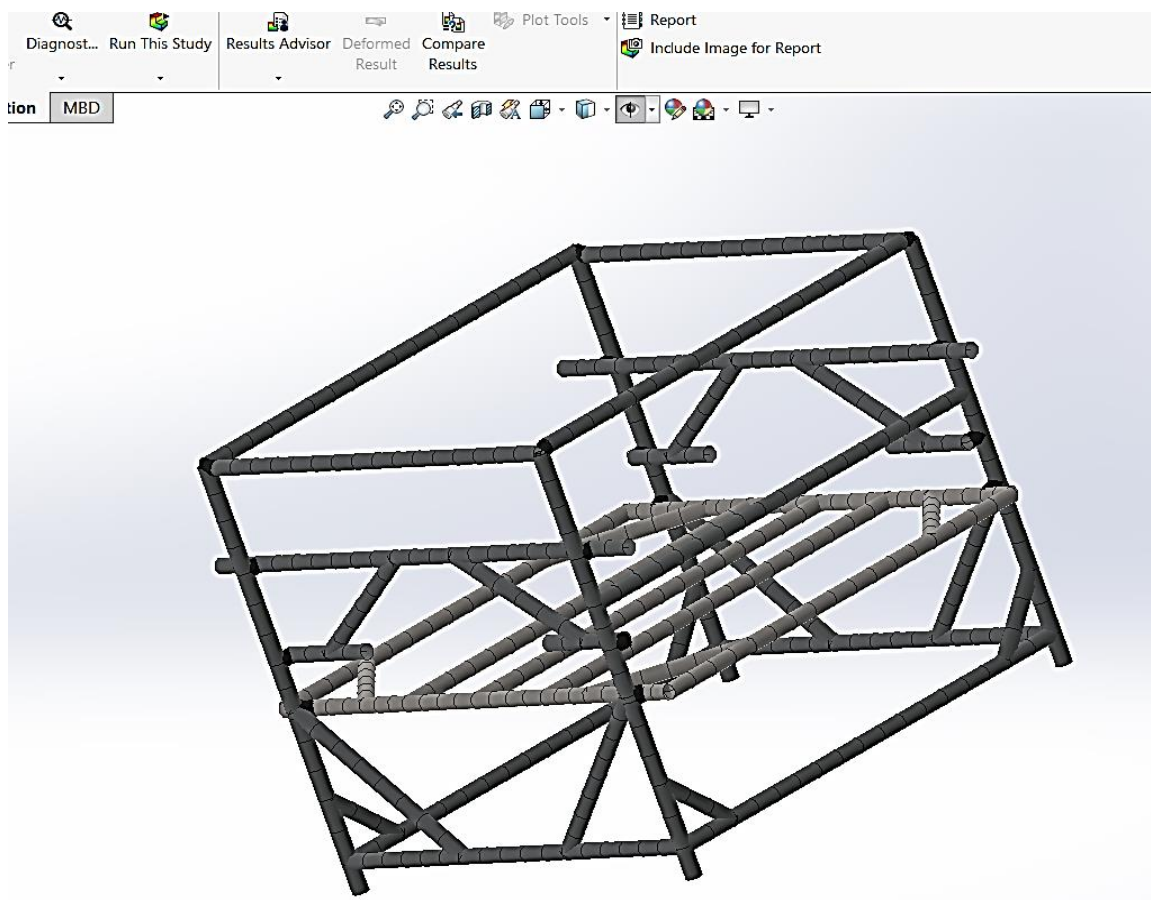 Diagnost... Run This Study Results Advisor Deformed Result Compare Results Plot Tools
Report
Include Image for Report
r
tion MBD